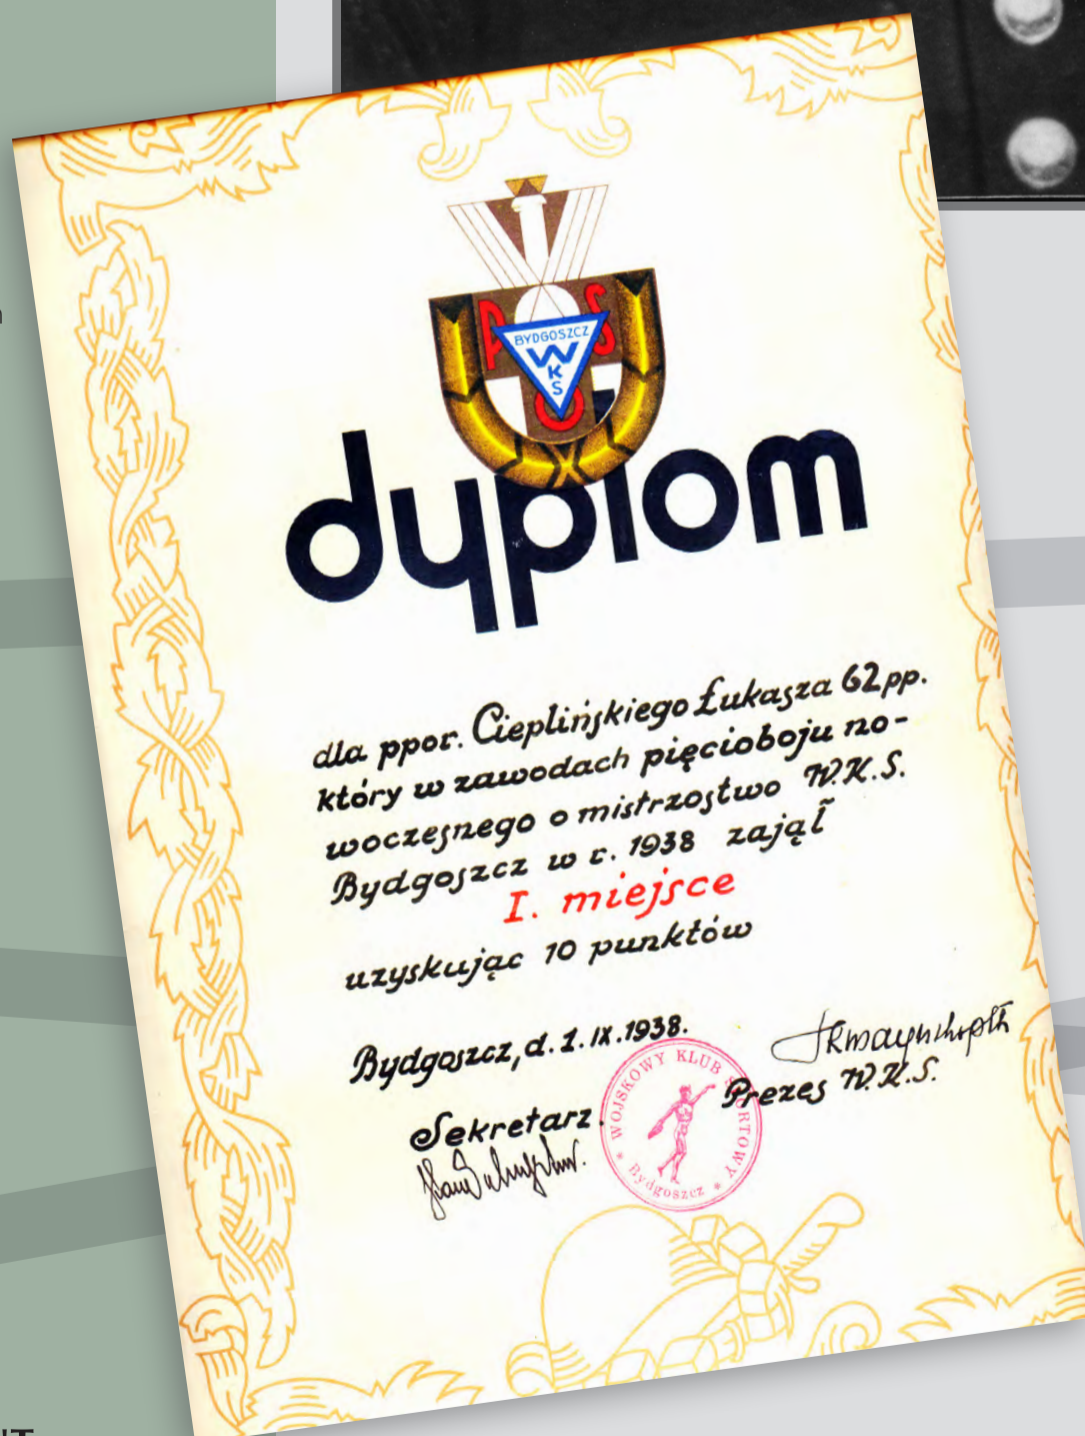 P
S
O
BYDGOSZCZ
W
K
S
dyplom
dla ppor. Cieplińskiego Łukasza 62pp.
który w zawodach pięcioboju no-
woczesnego o mistrzostwo W.K.S.
Bydgoszcz w r. 1938 zajął
I. miejsce
uzyskując 10 punktów
Bydgoszcz, d. 1. IX. 1938.
Prezes W.K.S.
Sekretarz
* WOJSKOWY KLUB SPORTOWY *
Bydgoszcz